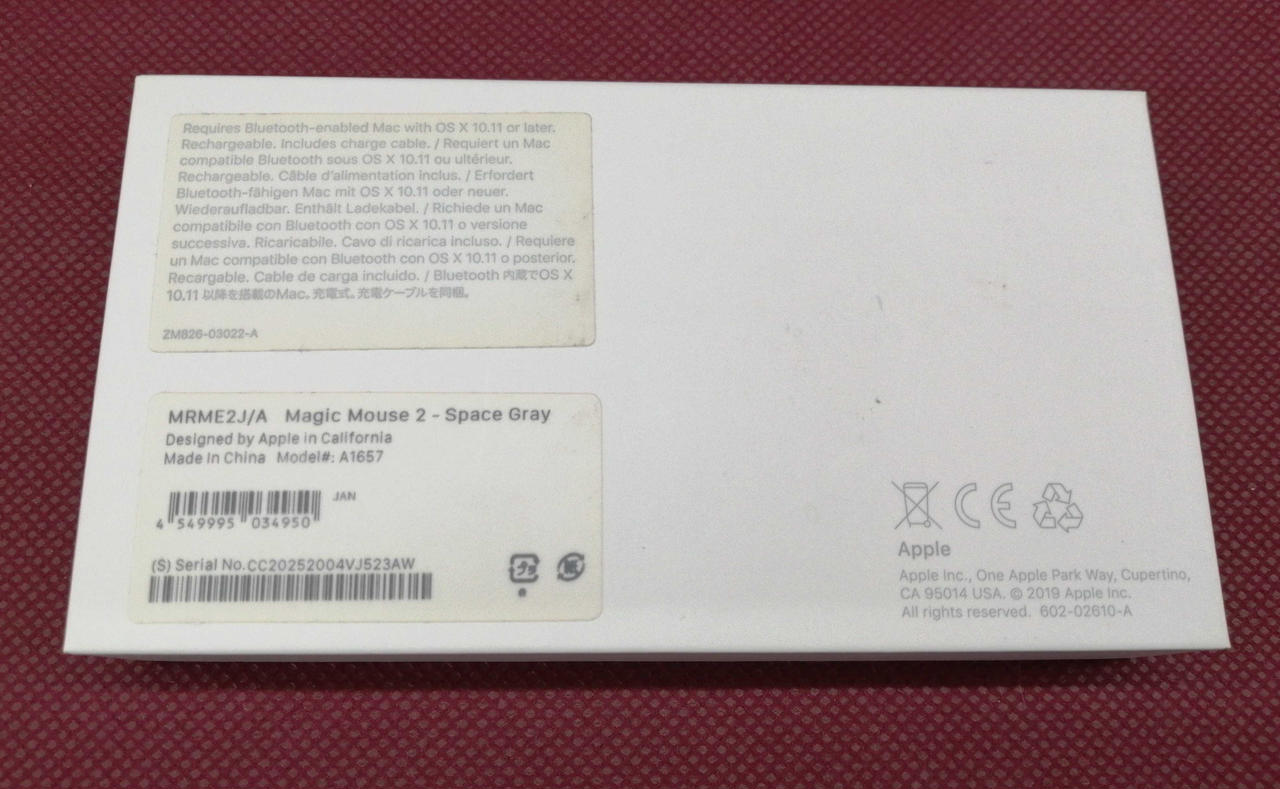 Requires Bluetooth-enabled Mac with OS X 10.11 or later.
Rechargeable. Includes charge cable. / Requiert un Mac
compatible Bluetooth sous OS X 10.11 ou ultérieur.
Rechargeable. Câble d'alimentation inclus. / Erfordert
Bluetooth-fähigen Mac mit OS X 10.11 oder neuer.
Wiederaufladbar. Enthält Ladekabel. / Richiede un Mac
compatibile con Bluetooth con OS X 10.11 o versione
successiva. Ricaricabile. Cavo di ricarica incluso. / Requiere
un Mac compatible con Bluetooth con OS X 10.11 o posterior.
Recargable. Cable de carga incluido. / Bluetooth 内蔵でOS X
10.11 以降を搭載のMac。充電式。充電ケーブルを同梱。
ZM826-03022-A
MRME2J/A Magic Mouse 2 - Space Gray
Designed by Apple in California
Made In China Model#: A1657
JAN
4 549995 034950
(S) Serial No.CC20252004VJ523AW
プラ 紙
CE
Apple
Apple Inc., One Apple Park Way, Cupertino,
CA 95014 USA. © 2019 Apple Inc.
All rights reserved. 602-02610-A